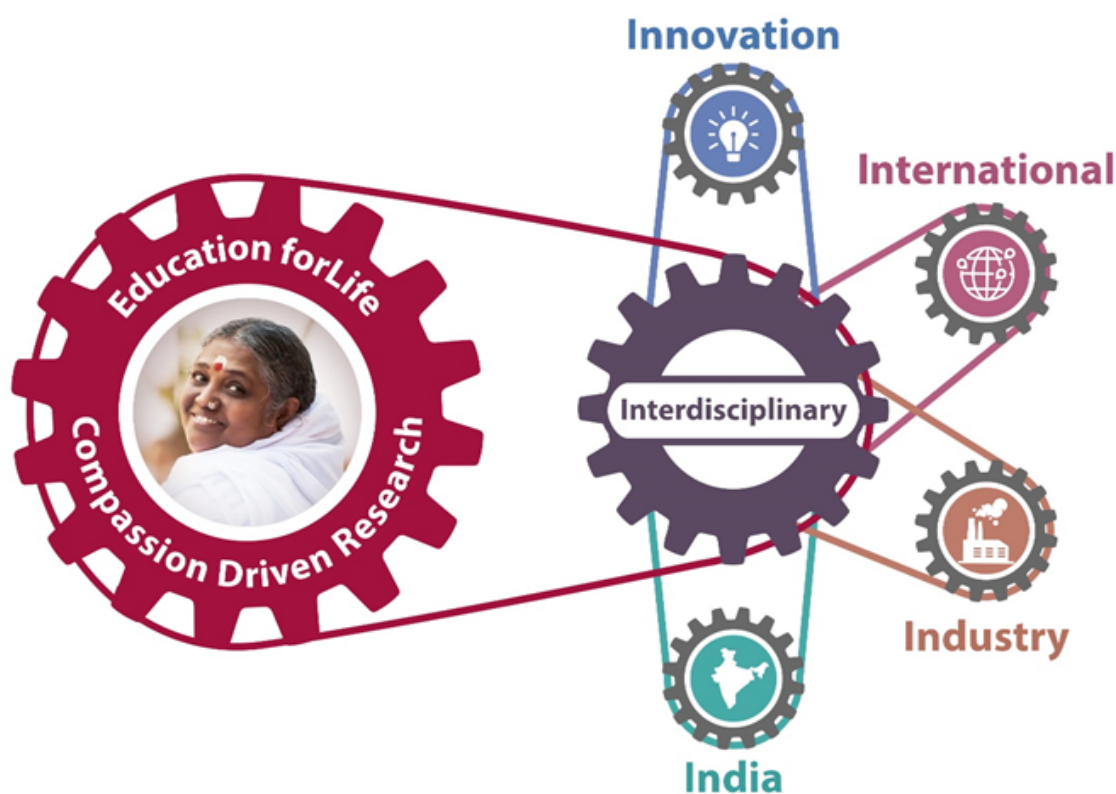 Innovation
International
Education forLife
Interdisciplinary
Compassion Driven Research
Industry
India